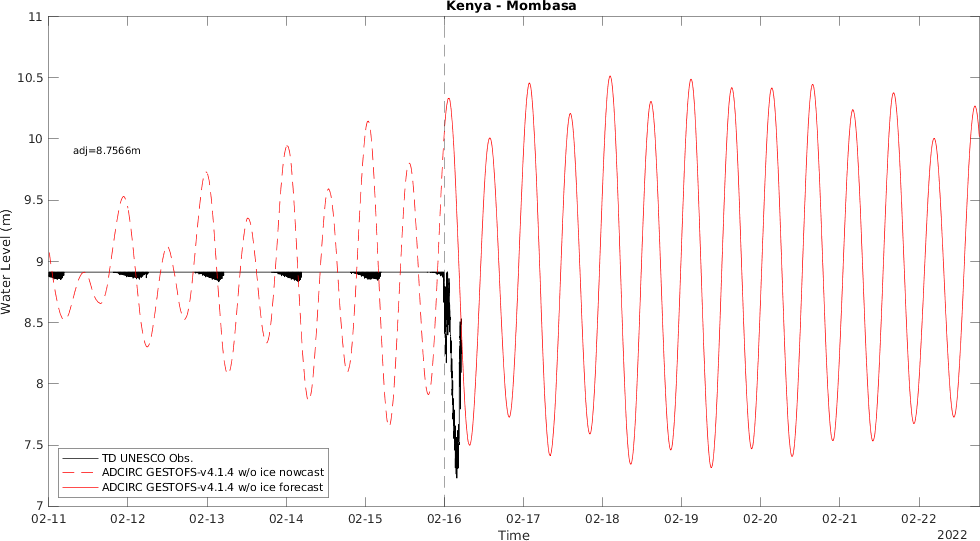 Kenya - Mombasa
11
10.5
10
9.5
9
8.5
8
7.5
7
Water Level (m)
adj=8.7566m
TD UNESCO Obs.
ADCIRC GESTOFS-v4.1.4 w/o ice nowcast
ADCIRC GESTOFS-v4.1.4 w/o ice forecast
02-11 02-12 02-13 02-14 02-15 02-16 02-17 02-18 02-19 02-20 02-21 02-22
Time
2022